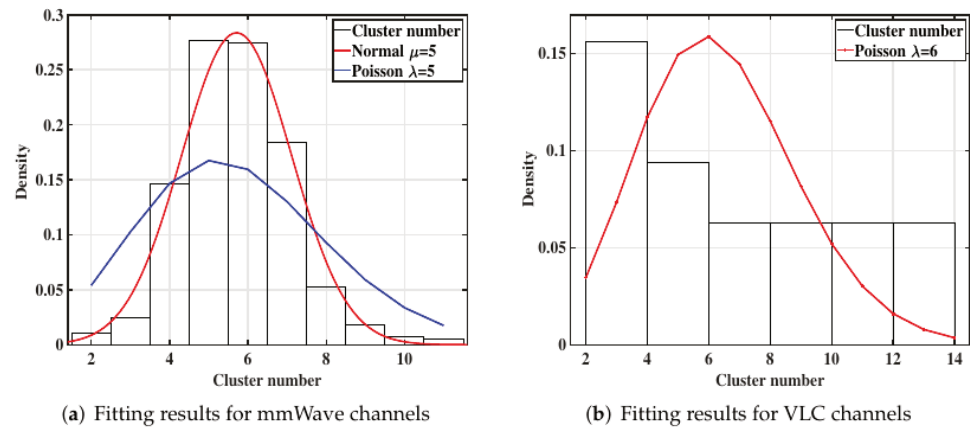 0.3
0.25
0.2
0.15
0.1
0.05
0
Density
2 4 6 8 10
Cluster number
Cluster number
Normal μ=5
Poisson λ=5
(a) Fitting results for mmWave channels
0.15
0.1
0.05
0
Density
2 4 6 8 10 12 14
Cluster number
Cluster number
Poisson λ=6
(b) Fitting results for VLC channels